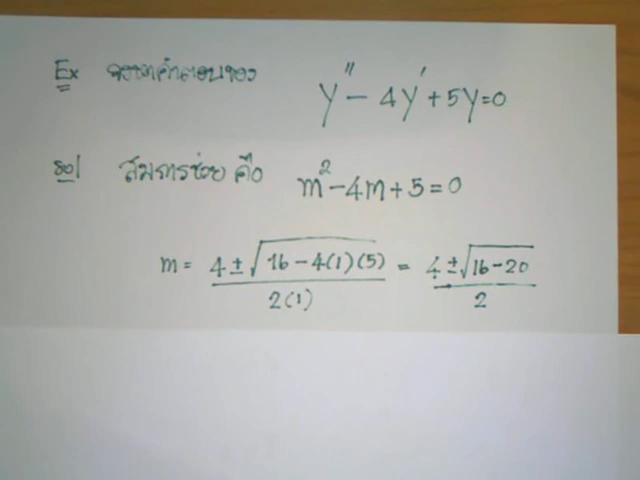 Ex จงหาคำตอบของ y'' - 4y' + 5y = 0
sol สมการช่วย คือ m² - 4m + 5 = 0
m = 4 ± √16 - 4(1)(5) / 2(1) = 4 ± √16 - 20 / 2